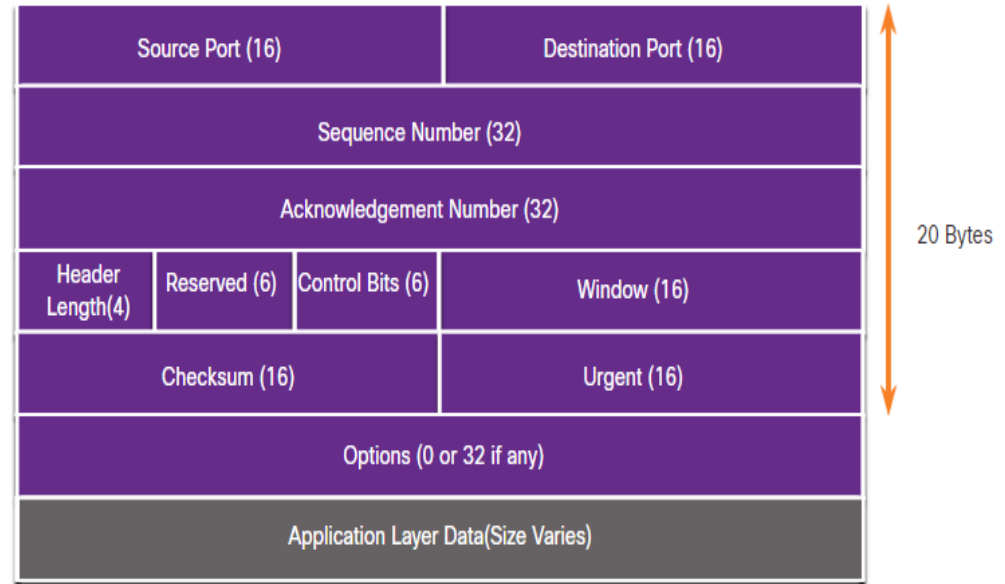 Source Port (16)
Destination Port (16)
Sequence Number (32)
Acknowledgement Number (32)
20 Bytes
Header
Length(4)
Reserved (6)
Control Bits (6)
Window (16)
Checksum (16)
Urgent (16)
Options (0 or 32 if any)
Application Layer Data(Size Varies)